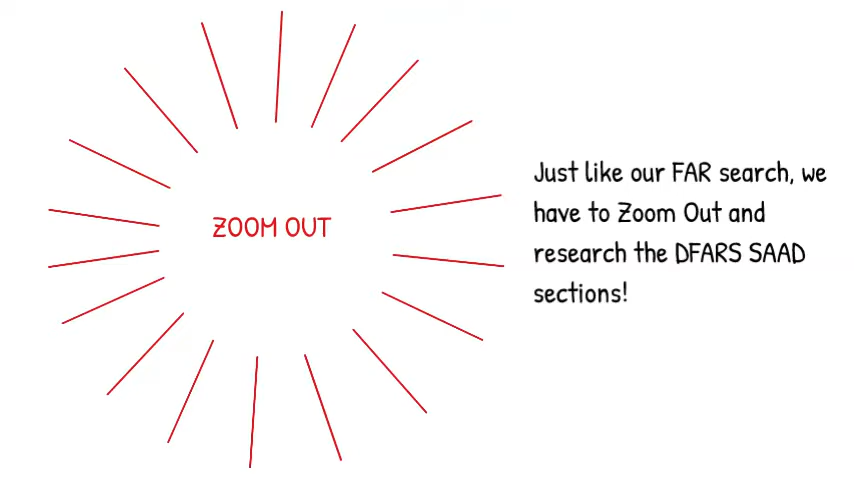 ZOOM OUT
Just like our FAR search, we
have to Zoom Out and
research the DFARS SAAD
sections!